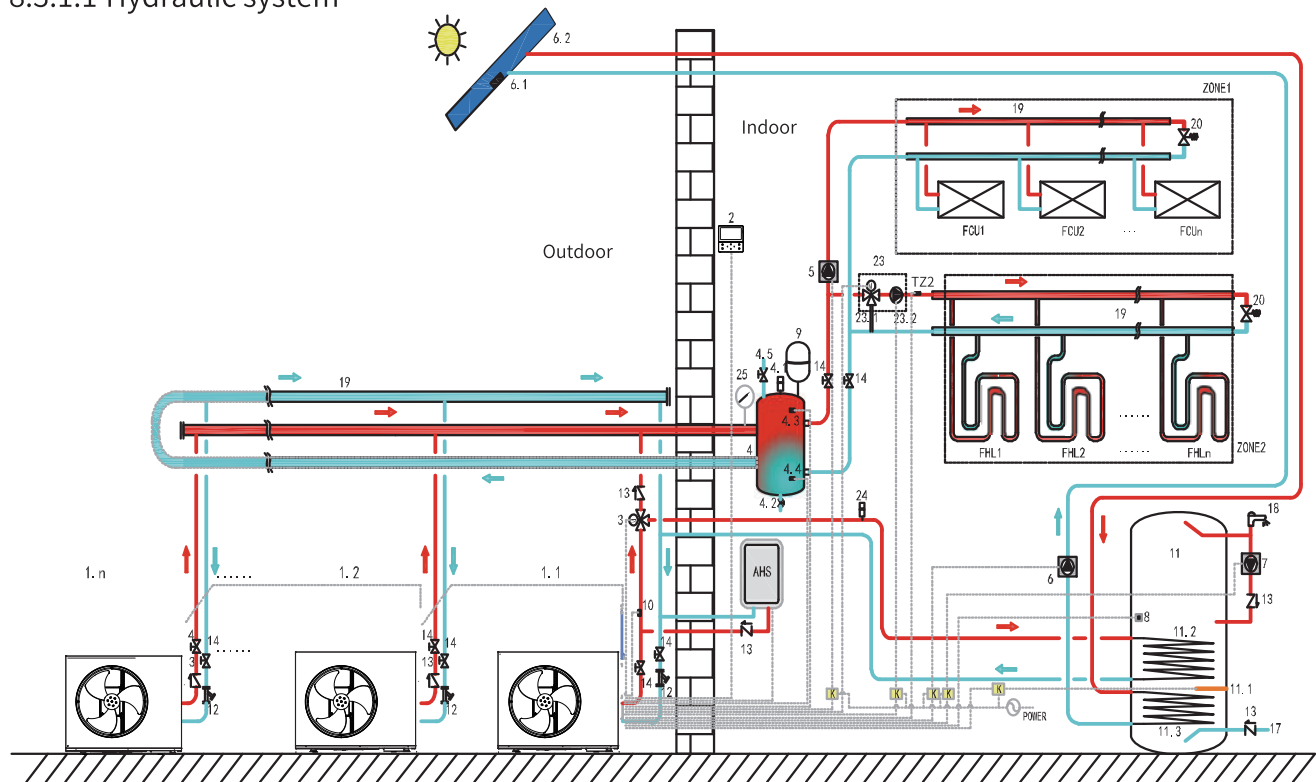 8.3.1.1 Hydraulic system
6.2
6.1
ZONE1
19
20
Indoor
FCU1
FCU2
...
FCUn
2
Outdoor
5
23
TZ2
23.1
23.2
19
20
9
4.5
4.1
14
14
25
4.3
4
4.4
4.2
FHL1
FHL2
......
......
FHLn
ZONE2
19
13
3
24
18
11
AHS
6
7
1.n
......
1.2
......
1.1
10
13
8
13
11.2
14
14
14
14
3
......
13
14
12
12
12
K
K
K
K
K
POWER
11.1
11.3
13
17